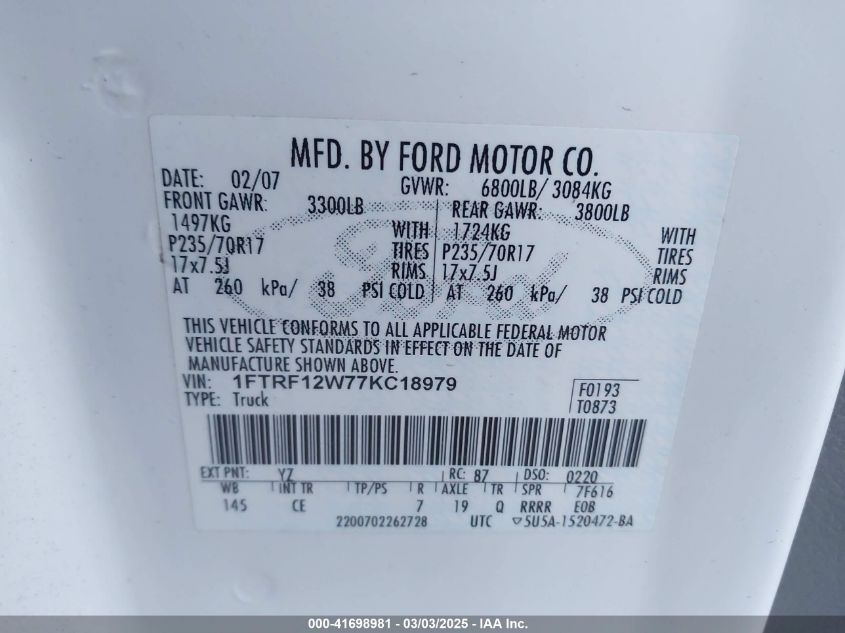 MFD. BY FORD MOTOR CO.
DATE: 02/07 GVWR: 6800LB/ 3084KG
FRONT GAWR: 3300LB REAR GAWR: 3800LB
1497KG WITH 1724KG WITH
P235/70R17 TIRES P235/70R17 TIRES
17x7.5J RIMS 17x7.5J RIMS
AT 260 kPa/ 38 PSI COLD AT 260 kPa/ 38 PSI COLD
Ford
THIS VEHICLE CONFORMS TO ALL APPLICABLE FEDERAL MOTOR
VEHICLE SAFETY STANDARDS IN EFFECT ON THE DATE OF
MANUFACTURE SHOWN ABOVE.
VIN: 1FTRF12W77KC18979 F0193
TYPE: Truck T0873
EXT PNT: YZ RC: 87 DSO: 0220
WB INT TR TP/PS R AXLE TR SPR 7F616
145 CE 7 19 Q RRRR E0B
2200702262728 UTC ▽5U5A-1520472-BA
000-41698981 - 03/03/2025 - IAA Inc.